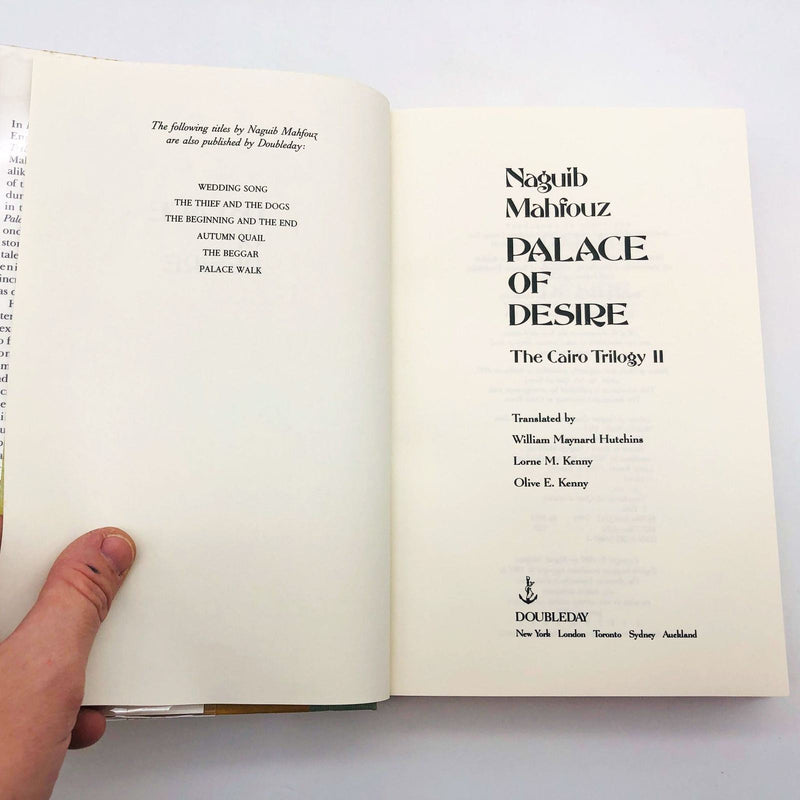 The following titles by Naguib Mahfouz
are also published by Doubleday:
WEDDING SONG
THE THIEF AND THE DOGS
THE BEGINNING AND THE END
AUTUMN QUAIL
THE BEGGAR
PALACE WALK
Naguib
Mahfouz
PALACE
OF
DESIRE
The Cairo Trilogy II
Translated by
William Maynard Hutchins
Lorne M. Kenny
Olive E. Kenny
DOUBLEDAY
New York London Toronto Sydney Auckland